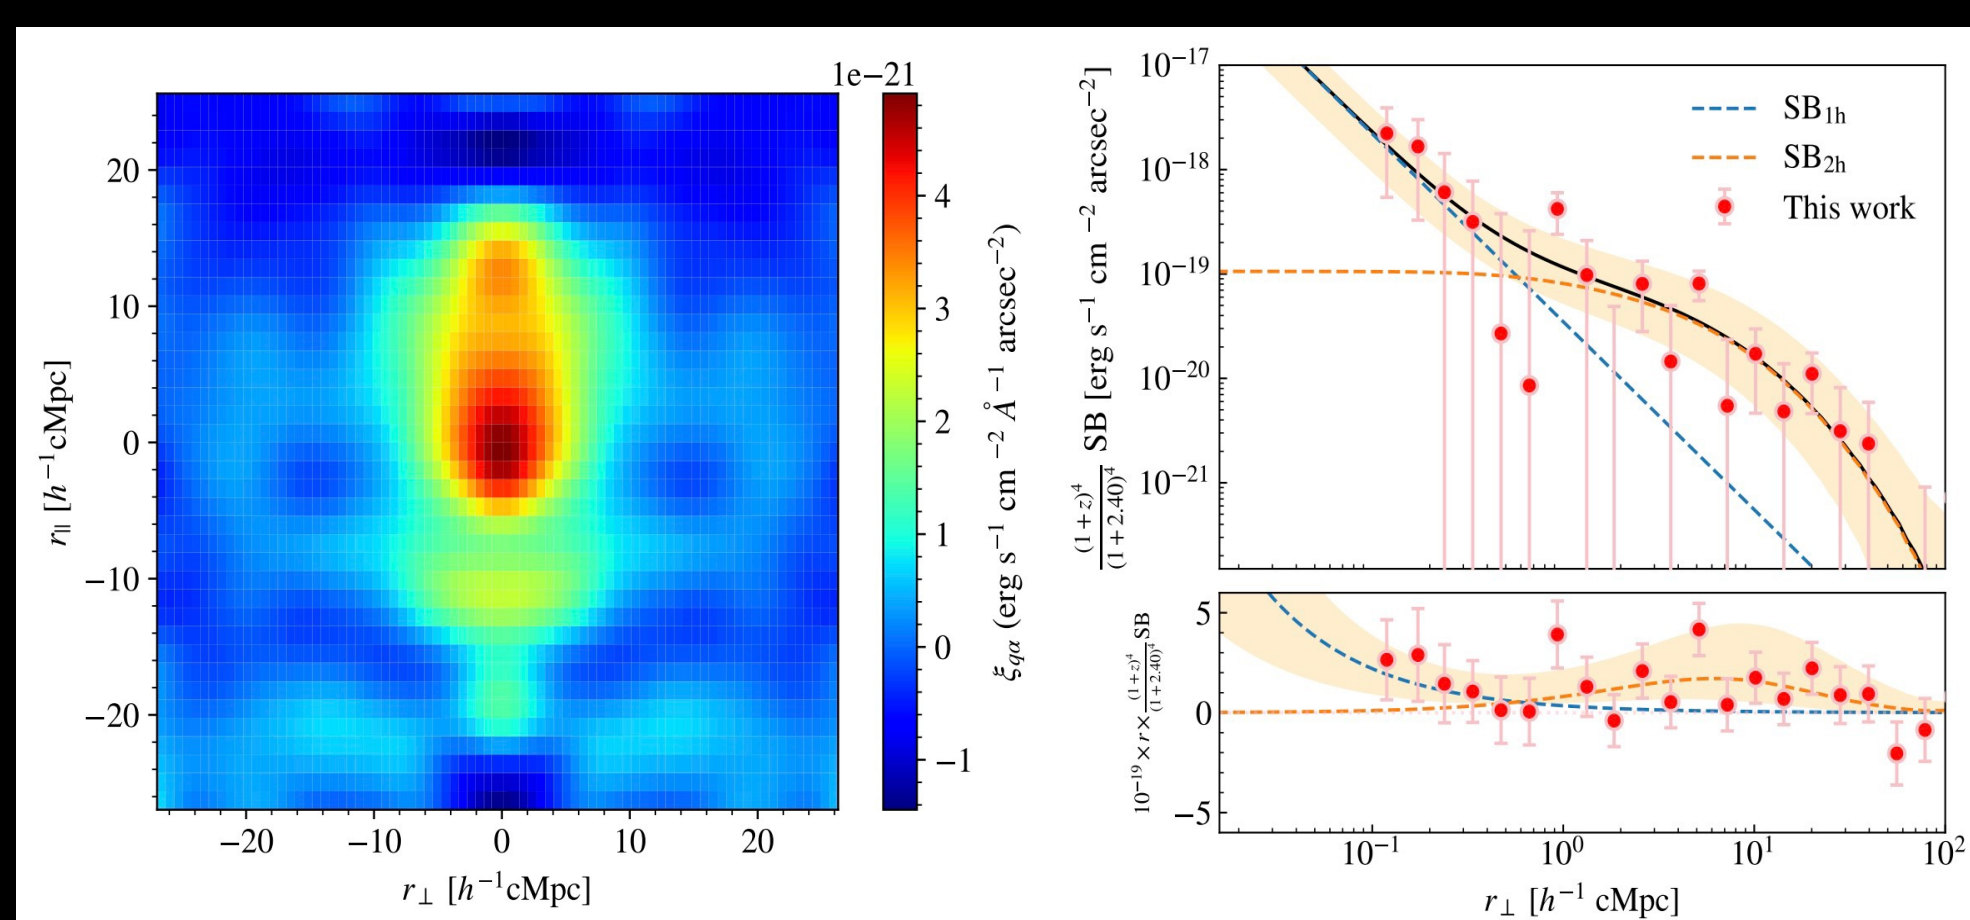 1e−21
20
10
0
−10
−20
−20
−10
0
10
20
r⊥ [h⁻¹cMpc]
r∥ [h⁻¹cMpc]
4
3
2
1
0
−1
ξqα (erg s⁻¹ cm⁻² Å⁻¹ arcsec⁻²)
10⁻¹⁷
10⁻¹⁸
10⁻¹⁹
10⁻²⁰
10⁻²¹
(1+z)⁴/(1+2.40)⁴ SB [erg s⁻¹ cm⁻² arcsec⁻²]
SB1h
SB2h
This work
5
0
−5
10⁻¹⁹ × r × (1+z)⁴/(1+2.40)⁴ SB
10⁻¹
10⁰
10¹
10²
r⊥ [h⁻¹ cMpc]